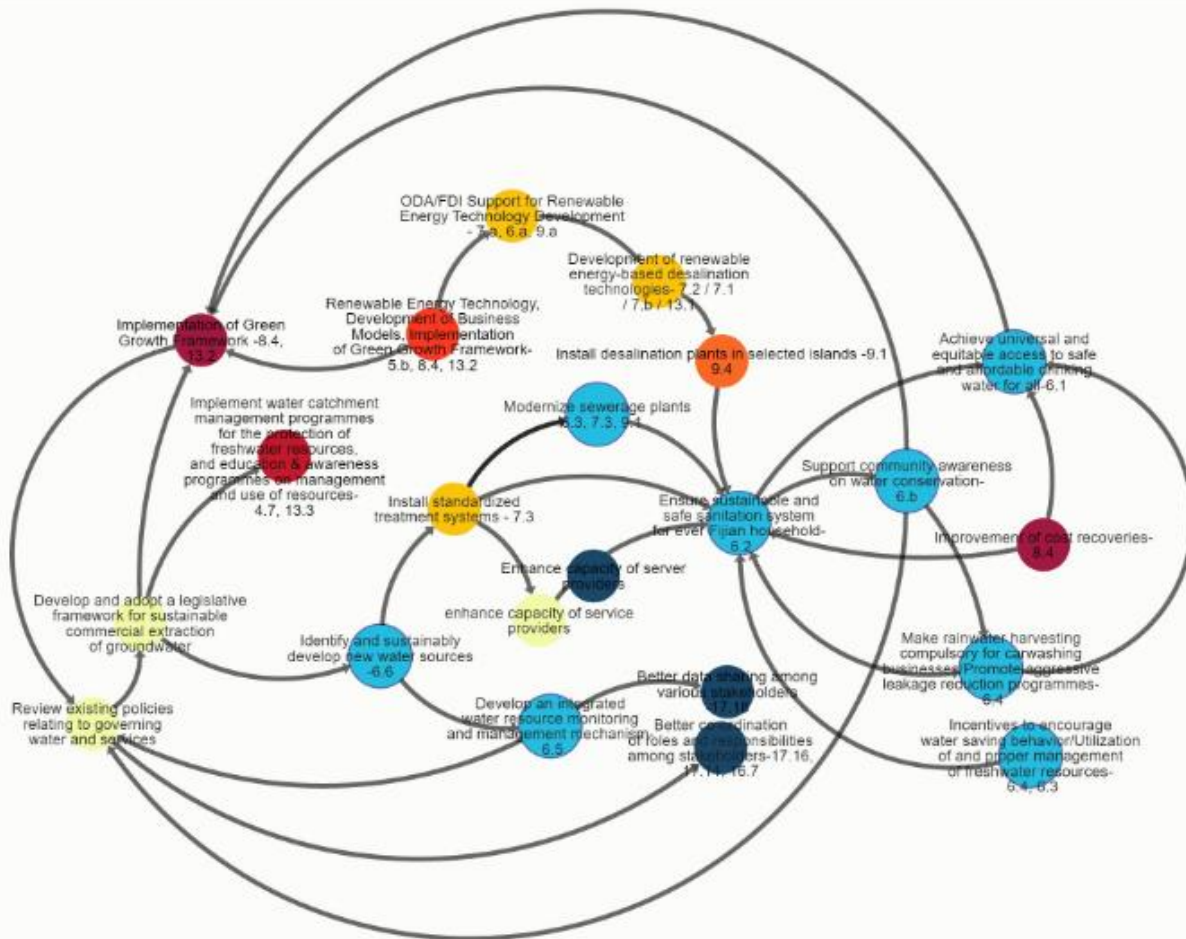 ODA/FDI Support for Renewable
Energy Technology Development
- 7.a, 6.a, 9.a
Development of renewable
energy-based desalination
technologies- 7.2 / 7.1
/ 7.b / 13.1
Implementation of Green
Growth Framework -8.4,
13.2
Renewable Energy Technology,
Development of Business
Models, Implementation
of Green Growth Framework-
5.b, 8.4, 13.2
Install desalination plants in selected islands -9.1
9.4
Achieve universal and
equitable access to safe
and affordable drinking
water for all-6.1
Implement water catchment
management programmes
for the protection of
freshwater resources,
and education & awareness
programmes on management
and use of resources-
4.7, 13.3
Modernize sewerage plants
6.3, 7.3, 9.1
Install standardized
treatment systems - 7.3
Ensure sustainable and
safe sanitation system
for ever Fijian household-
6.2
Support community awareness
on water conservation-
6.b
Improvement of cost recoveries-
8.4
Enhance capacity of server
providers
enhance capacity of service
providers
Develop and adopt a legislative
framework for sustainable
commercial extraction
of groundwater
Identify and sustainably
develop new water sources
-6.6
Make rainwater harvesting
compulsory for carwashing
businesses Promote aggressive
leakage reduction programmes-
6.4
Better data sharing among
various stakeholders
Review existing policies
relating to governing
water and services
Develop an integrated
water resource monitoring
and management mechanism
6.5
Better coordination
of roles and responsibilities
among stakeholders-17.16,
16.7
Incentives to encourage
water saving behavior/Utilization
of and proper management
of freshwater resources-
6.4, 6.3